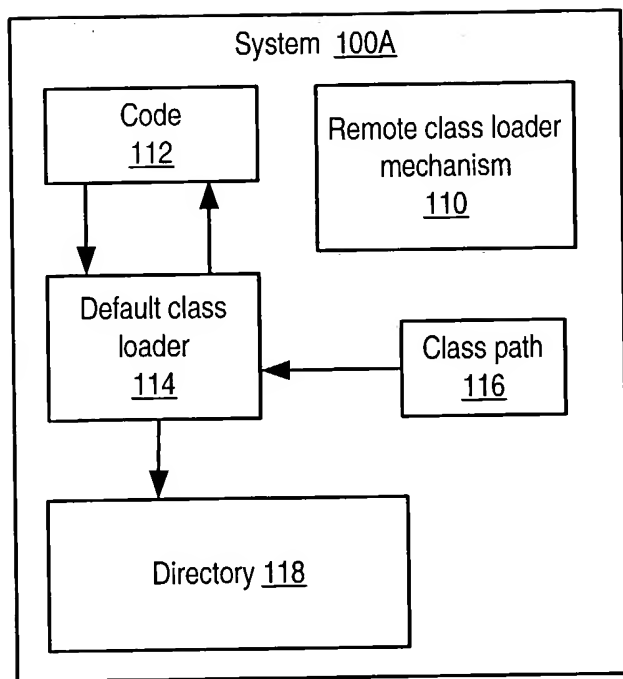 System 100A
Code
112
Remote class loader
mechanism
110
Default class
loader
114
Class path
116
Directory 118